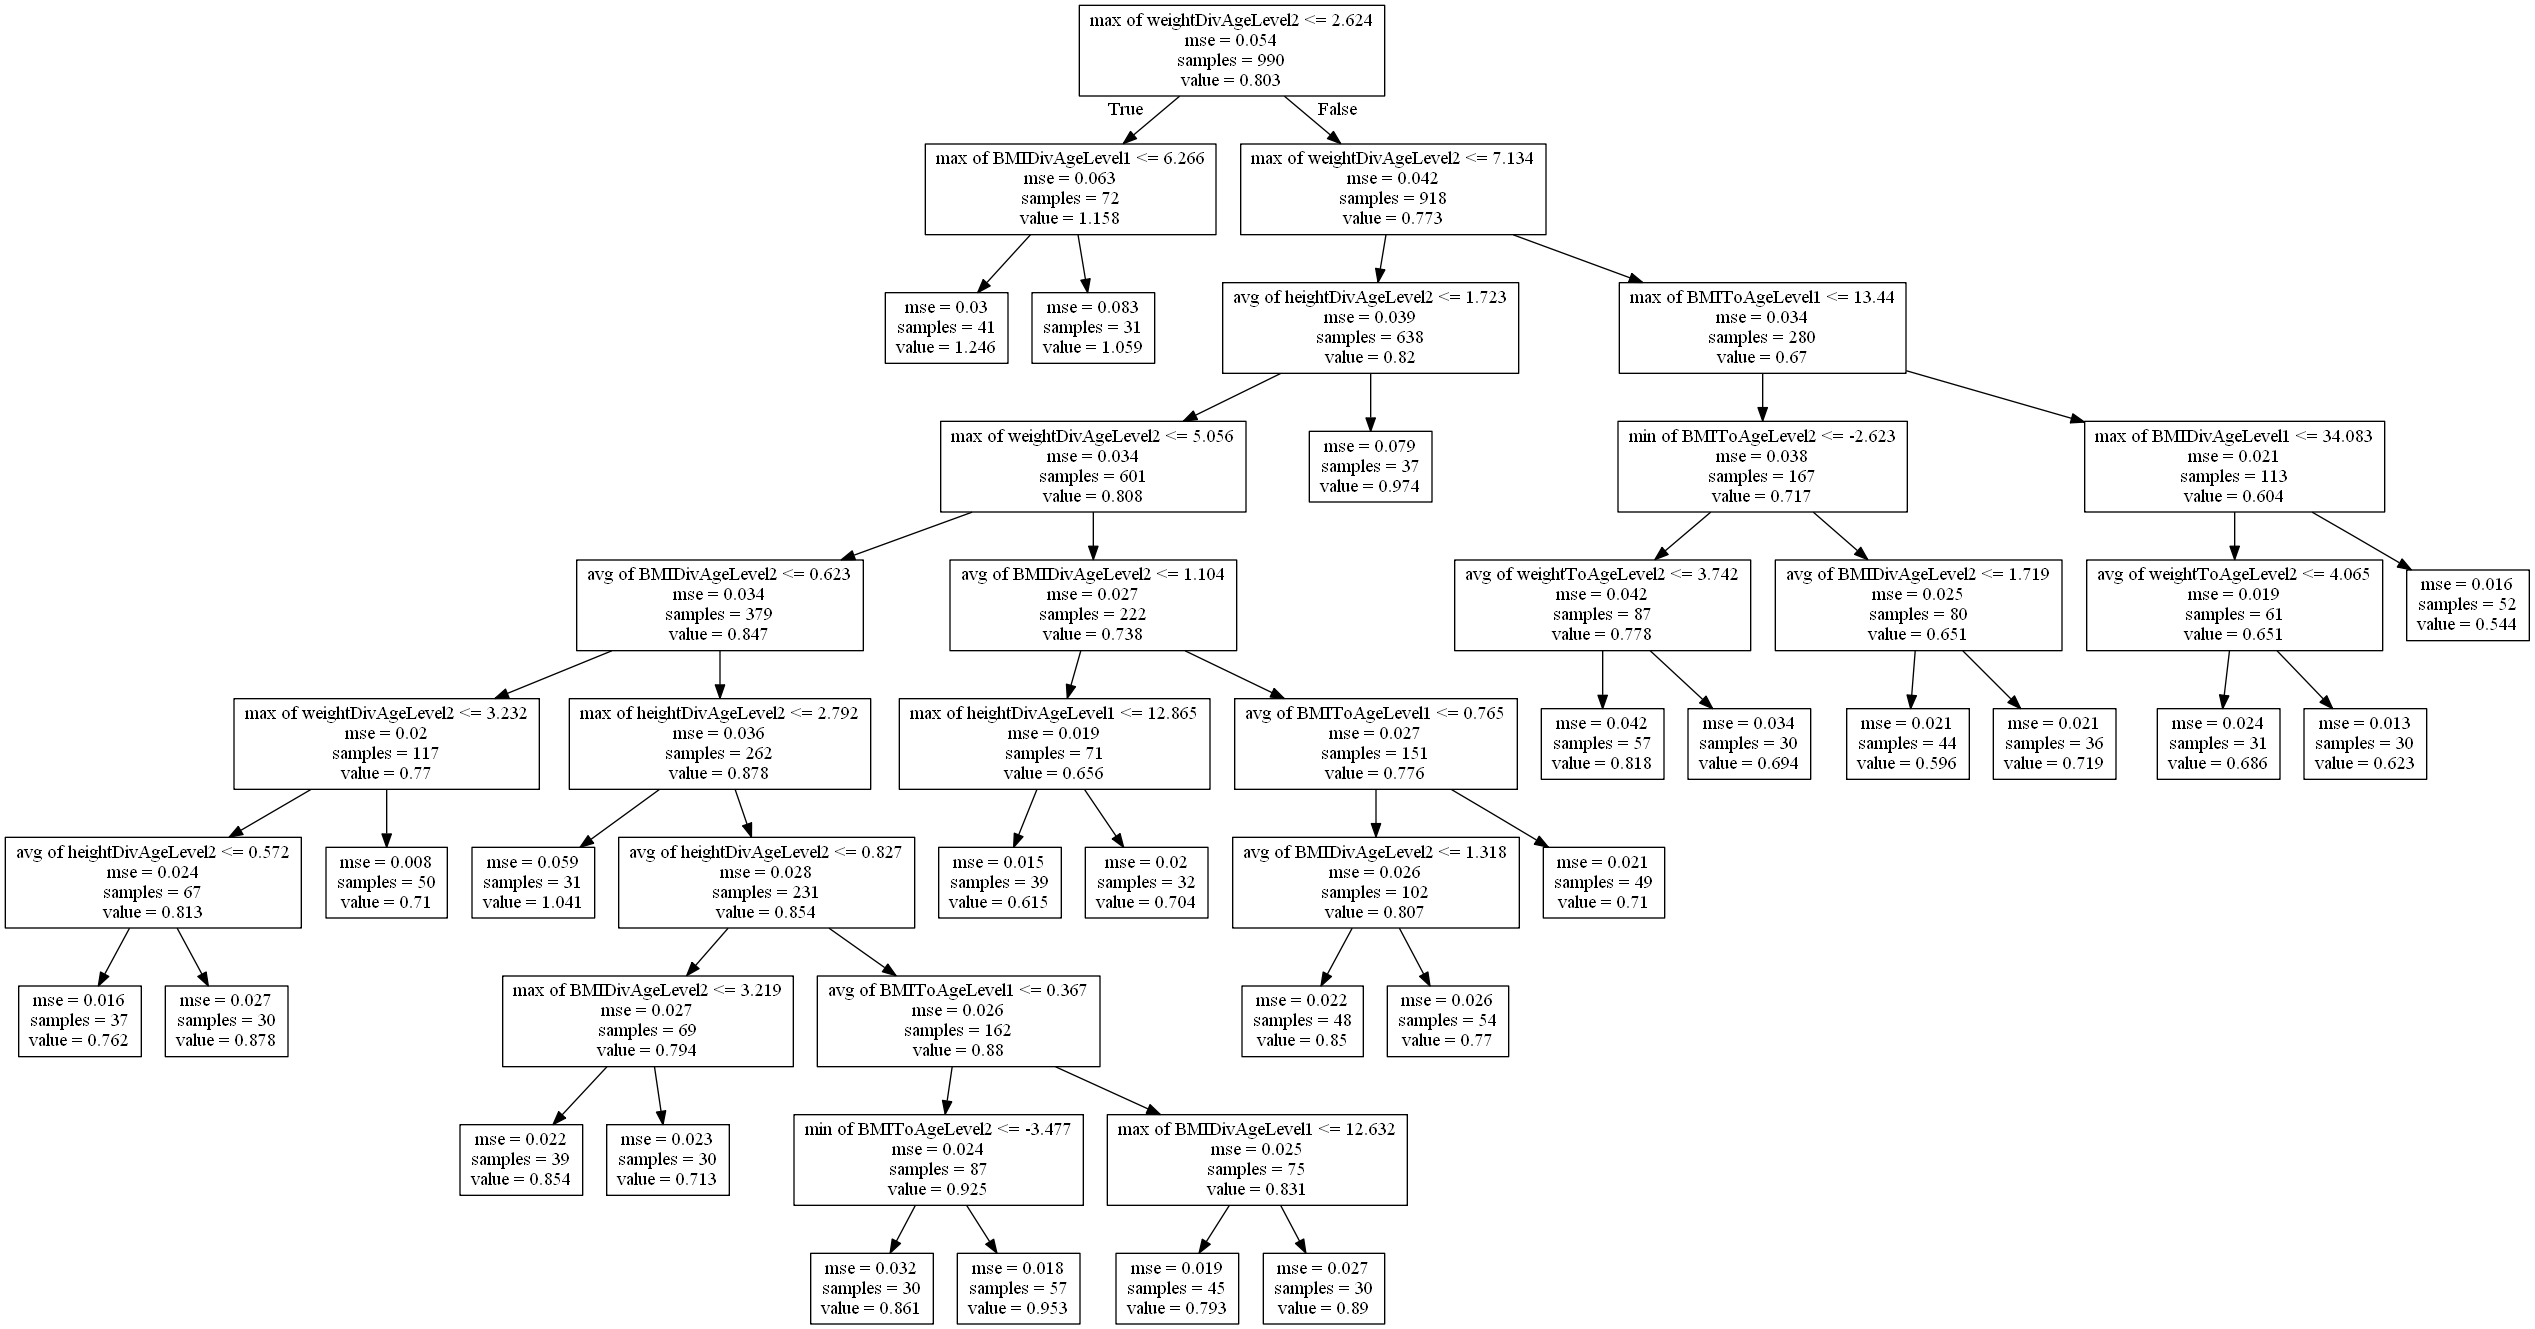 max of weightDivAgeLevel2 <= 2.624
mse = 0.054
samples = 990
value = 0.803
True
False
max of BMIDivAgeLevel1 <= 6.266
mse = 0.063
samples = 72
value = 1.158
max of weightDivAgeLevel2 <= 7.134
mse = 0.042
samples = 918
value = 0.773
mse = 0.03
samples = 41
value = 1.246
mse = 0.083
samples = 31
value = 1.059
avg of heightDivAgeLevel2 <= 1.723
mse = 0.039
samples = 638
value = 0.82
max of BMIToAgeLevel1 <= 13.44
mse = 0.034
samples = 280
value = 0.67
max of weightDivAgeLevel2 <= 5.056
mse = 0.034
samples = 601
value = 0.808
mse = 0.079
samples = 37
value = 0.974
min of BMIToAgeLevel2 <= -2.623
mse = 0.038
samples = 167
value = 0.717
max of BMIDivAgeLevel1 <= 34.083
mse = 0.021
samples = 113
value = 0.604
avg of BMIDivAgeLevel2 <= 0.623
mse = 0.034
samples = 379
value = 0.847
avg of BMIDivAgeLevel2 <= 1.104
mse = 0.027
samples = 222
value = 0.738
avg of weightToAgeLevel2 <= 3.742
mse = 0.042
samples = 87
value = 0.778
avg of BMIDivAgeLevel2 <= 1.719
mse = 0.025
samples = 80
value = 0.651
avg of weightToAgeLevel2 <= 4.065
mse = 0.019
samples = 61
value = 0.651
mse = 0.016
samples = 52
value = 0.544
max of weightDivAgeLevel2 <= 3.232
mse = 0.02
samples = 117
value = 0.77
max of heightDivAgeLevel2 <= 2.792
mse = 0.036
samples = 262
value = 0.878
max of heightDivAgeLevel1 <= 12.865
mse = 0.019
samples = 71
value = 0.656
avg of BMIToAgeLevel1 <= 0.765
mse = 0.027
samples = 151
value = 0.776
mse = 0.042
samples = 57
value = 0.818
mse = 0.034
samples = 30
value = 0.694
mse = 0.021
samples = 44
value = 0.596
mse = 0.021
samples = 36
value = 0.719
mse = 0.024
samples = 31
value = 0.686
mse = 0.013
samples = 30
value = 0.623
avg of heightDivAgeLevel2 <= 0.572
mse = 0.024
samples = 67
value = 0.813
mse = 0.008
samples = 50
value = 0.71
mse = 0.059
samples = 31
value = 1.041
avg of heightDivAgeLevel2 <= 0.827
mse = 0.028
samples = 231
value = 0.854
mse = 0.015
samples = 39
value = 0.615
mse = 0.02
samples = 32
value = 0.704
avg of BMIDivAgeLevel2 <= 1.318
mse = 0.026
samples = 102
value = 0.807
mse = 0.021
samples = 49
value = 0.71
mse = 0.016
samples = 37
value = 0.762
mse = 0.027
samples = 30
value = 0.878
max of BMIDivAgeLevel2 <= 3.219
mse = 0.027
samples = 69
value = 0.794
avg of BMIToAgeLevel1 <= 0.367
mse = 0.026
samples = 162
value = 0.88
mse = 0.022
samples = 48
value = 0.85
mse = 0.026
samples = 54
value = 0.77
mse = 0.022
samples = 39
value = 0.854
mse = 0.023
samples = 30
value = 0.713
min of BMIToAgeLevel2 <= -3.477
mse = 0.024
samples = 87
value = 0.925
max of BMIDivAgeLevel1 <= 12.632
mse = 0.025
samples = 75
value = 0.831
mse = 0.032
samples = 30
value = 0.861
mse = 0.018
samples = 57
value = 0.953
mse = 0.019
samples = 45
value = 0.793
mse = 0.027
samples = 30
value = 0.89